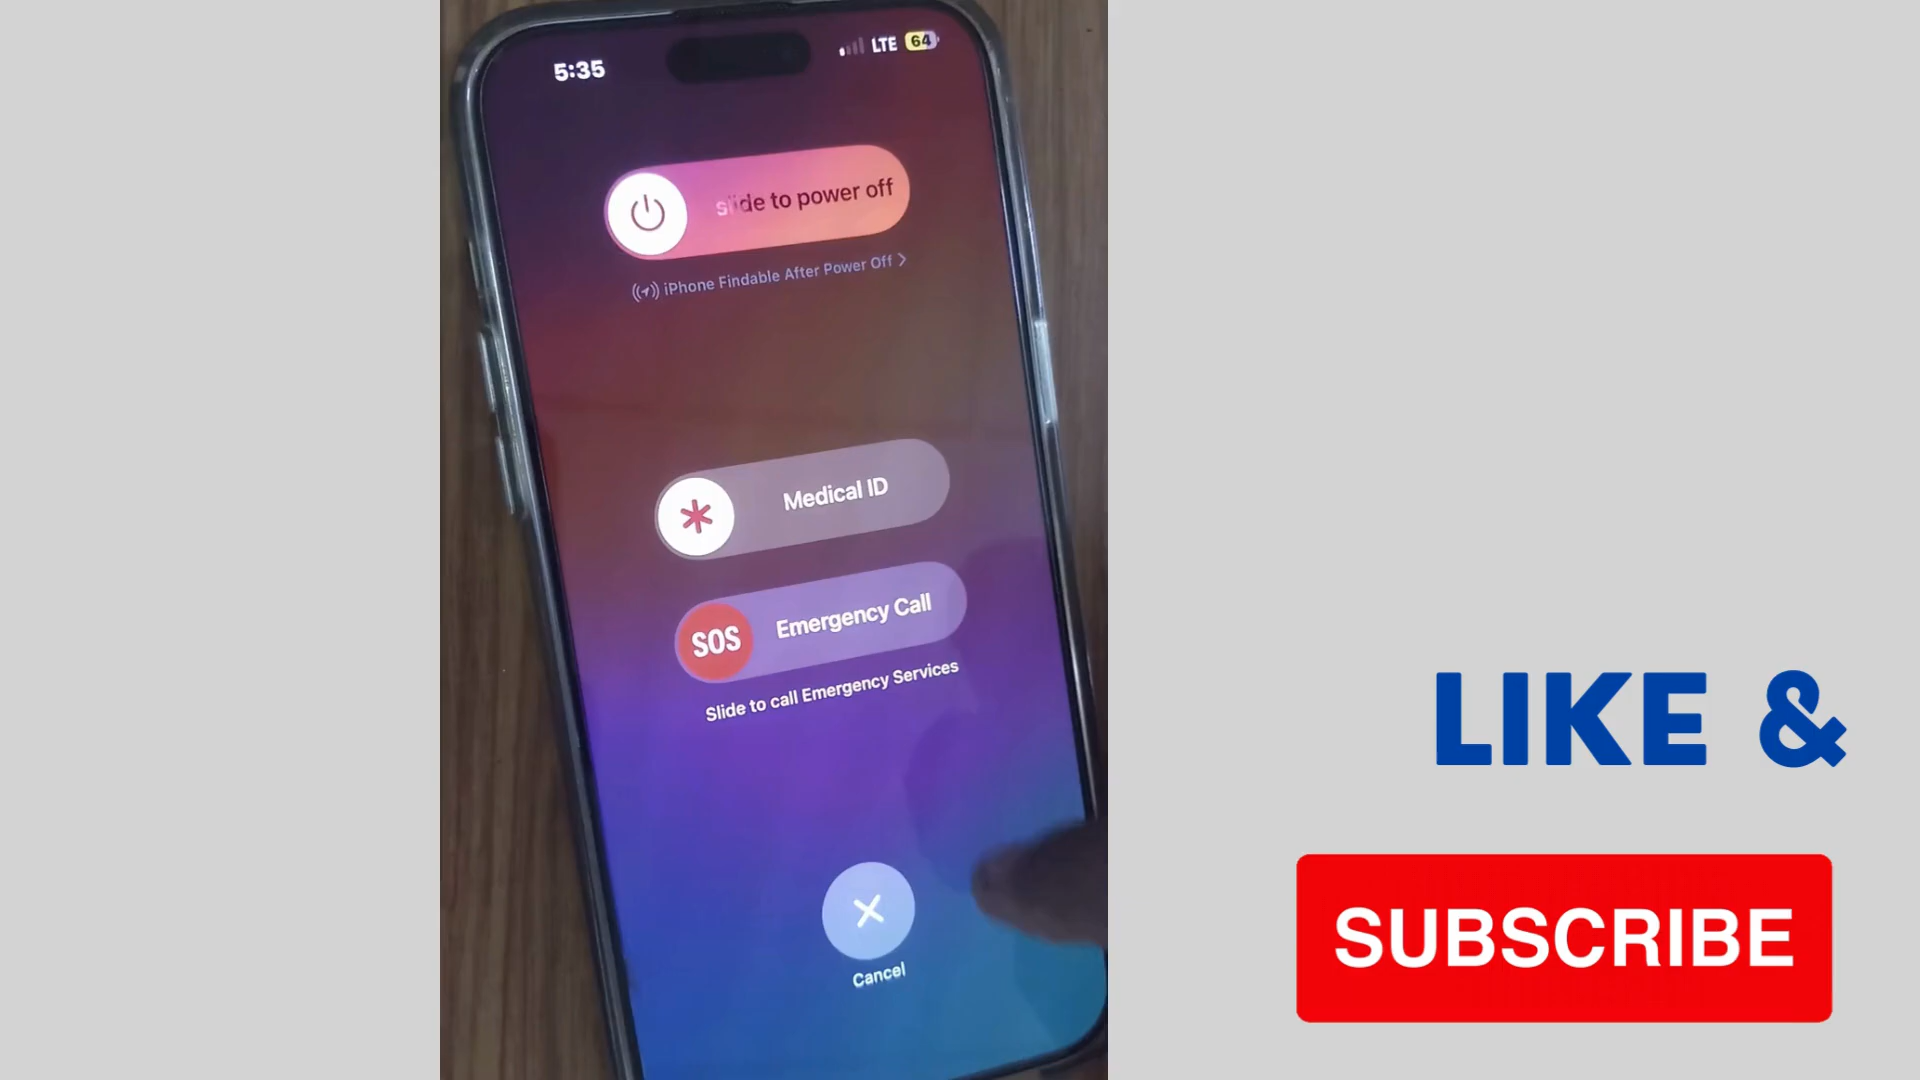 5:35 LTE 64
slide to power off
iPhone Findable After Power Off
Medical ID
SOS Emergency Call
Slide to call Emergency Services
Cancel
LIKE &
SUBSCRIBE